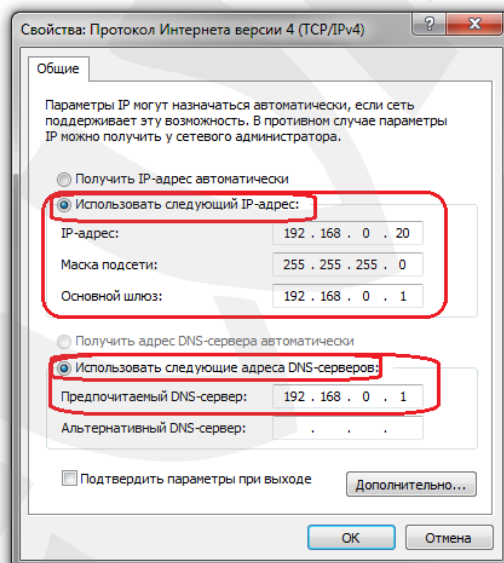 Свойства: Протокол Интернета версии 4 (TCP/IPv4)
Общие
Параметры IP могут назначаться автоматически, если сеть
поддерживает эту возможность. В противном случае параметры
IP можно получить у сетевого администратора.
Получить IP-адрес автоматически
Использовать следующий IP-адрес:
IP-адрес: 192 . 168 . 0 . 20
Маска подсети: 255 . 255 . 255 . 0
Основной шлюз: 192 . 168 . 0 . 1
Получить адрес DNS-сервера автоматически
Использовать следующие адреса DNS-серверов:
Предпочитаемый DNS-сервер: 192 . 168 . 0 . 1
Альтернативный DNS-сервер: . . .
Подтвердить параметры при выходе
Дополнительно...
ОК Отмена